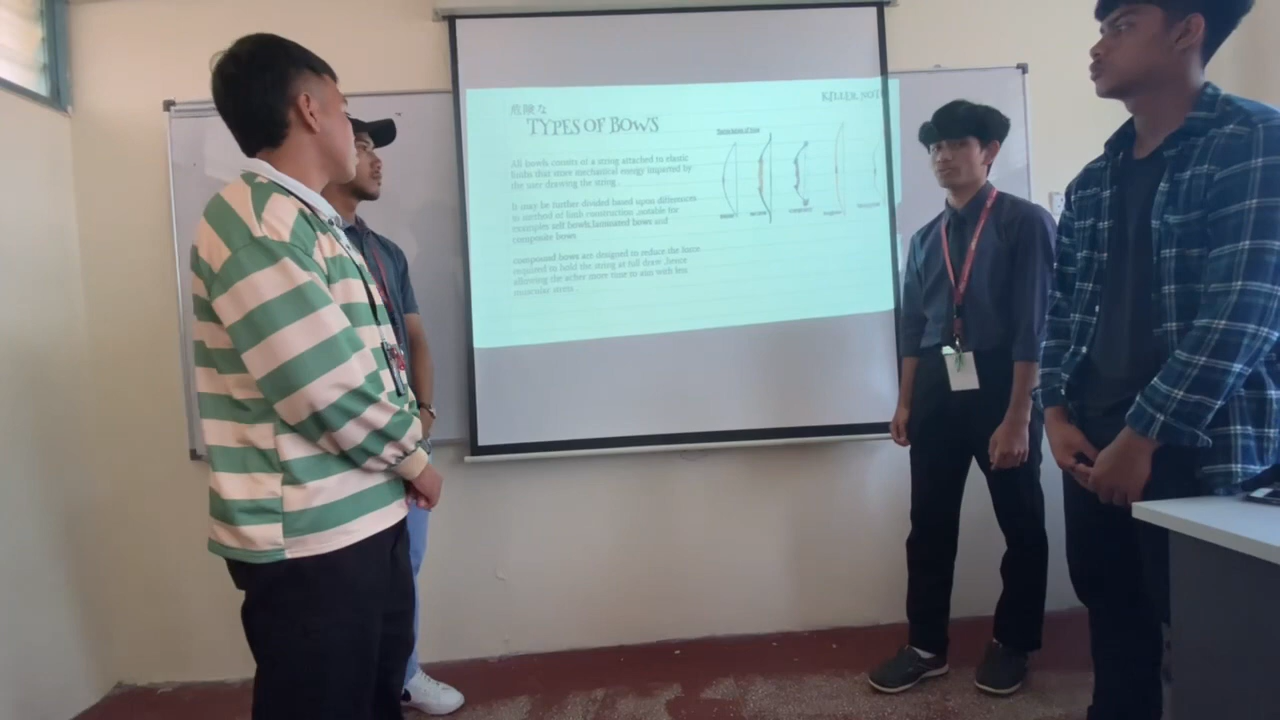 危険な
KILLER NOT
TYPES OF BOWS
All bows consists of a string attached to elastic
limbs that store mechanical energy imparted by
the user drawing the string .
It may be further divided based upon differences
in method of limb construction ,notable for
examples self bows,laminated bows and
composite bows
compound bows act designed to reduce the force
required to hold the string at full draw ,hence
allowing the acher more time to aim with less
muscular stress .